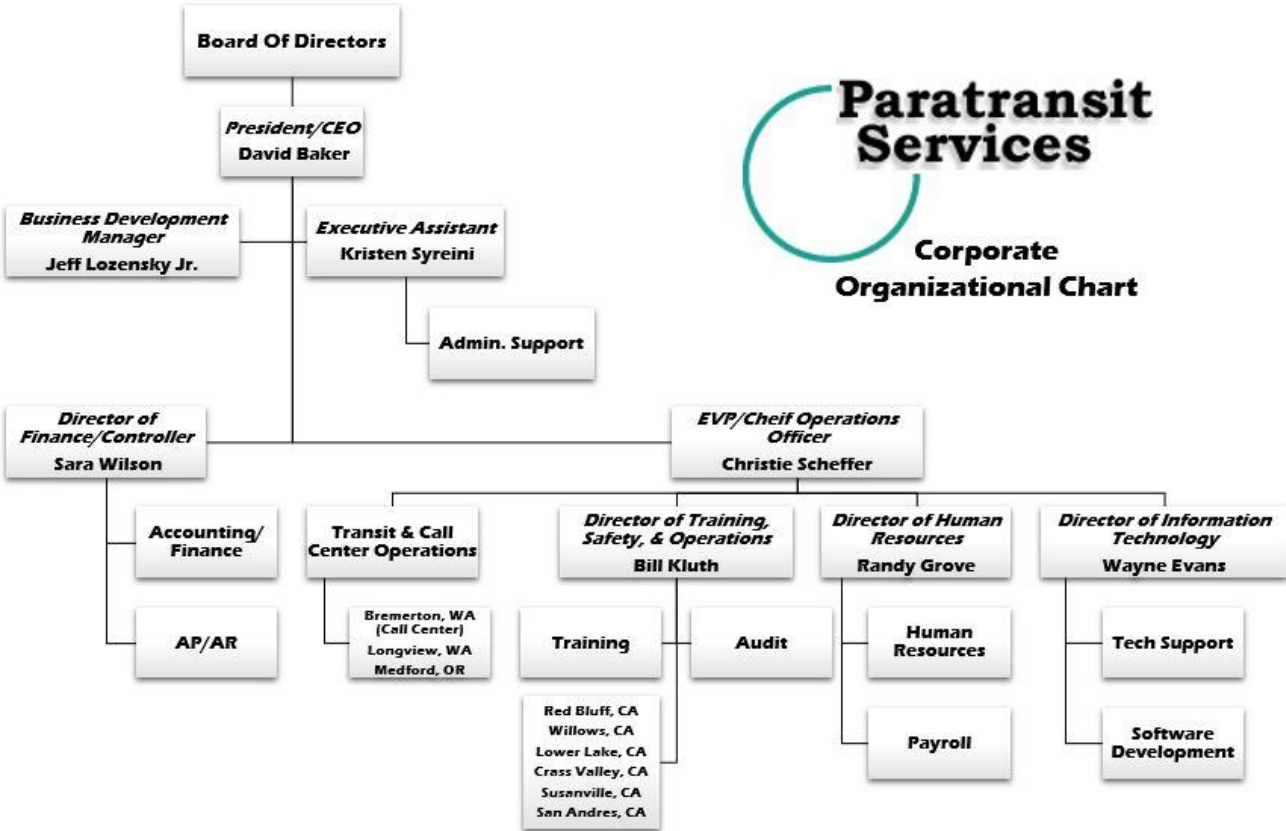 Board Of Directors
Paratransit
Services
Corporate
Organizational Chart
President/CEO
David Baker
Business Development
Manager
Jeff Lozensky Jr.
Executive Assistant
Kristen Syreini
Admin. Support
Director of
Finance/Controller
Sara Wilson
EVP/Cheif Operations
Officer
Christie Scheffer
Accounting/
Finance
AP/AR
Transit & Call
Center Operations
Bremerton, WA
(Call Center)
Longview, WA
Medford, OR
Director of Training,
Safety, & Operations
Bill Kluth
Training
Audit
Red Bluff, CA
Willows, CA
Lower Lake, CA
Crass Valley, CA
Susanville, CA
San Andres, CA
Director of Human
Resources
Randy Grove
Human
Resources
Payroll
Director of Information
Technology
Wayne Evans
Tech Support
Software
Development